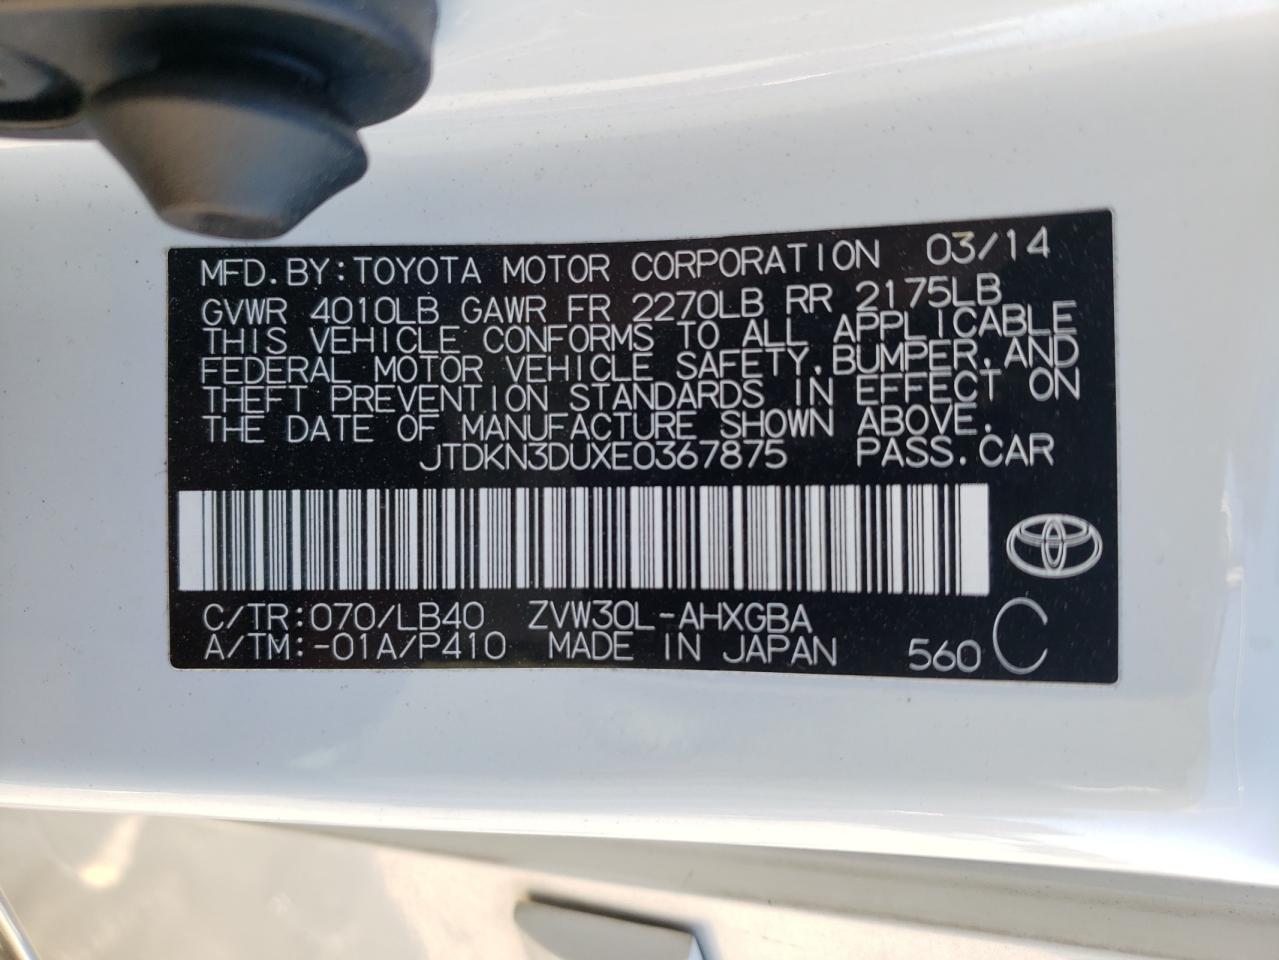 MFD.BY:TOYOTA MOTOR CORPORATION 03/14
GVWR 4010LB GAWR FR 2270LB RR 2175LB
THIS VEHICLE CONFORMS TO ALL APPLICABLE
FEDERAL MOTOR VEHICLE SAFETY,BUMPER,AND
THEFT PREVENTION STANDARDS IN EFFECT ON
THE DATE OF MANUFACTURE SHOWN ABOVE.
JTDKN3DUXE0367875 PASS.CAR
C/TR:070/LB40 ZVW30L-AHXGBA
A/TM:-01A/P410 MADE IN JAPAN 560 C